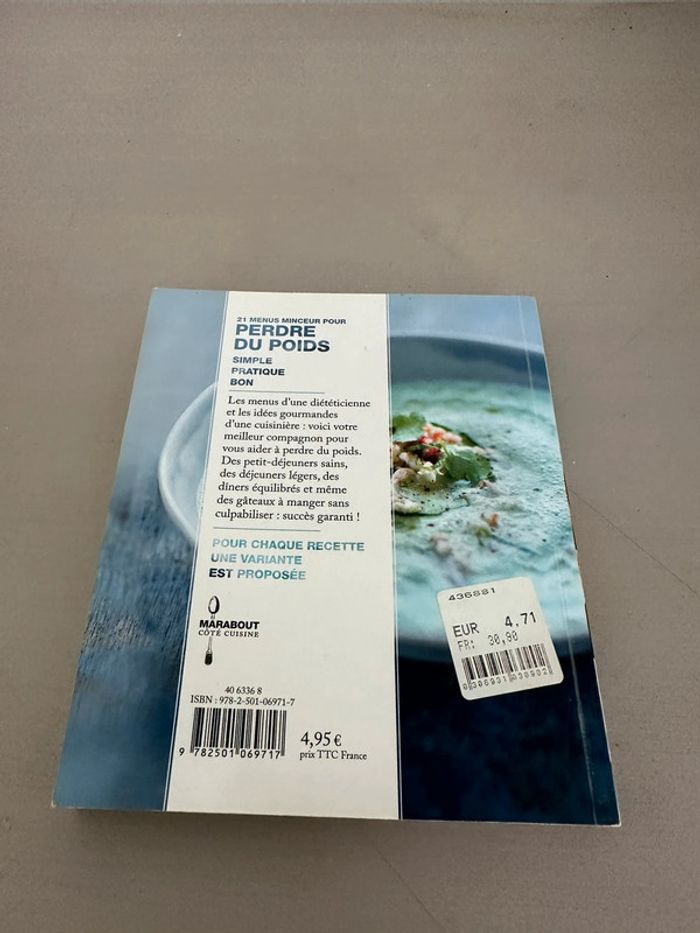 21 MENUS MINCEUR POUR
PERDRE
DU POIDS
SIMPLE
PRATIQUE
BON
Les menus d'une diététicienne
et les idées gourmandes
d'une cuisinière : voici votre
meilleur compagnon pour
vous aider à perdre du poids.
Des petit-déjeuners sains,
des déjeuners légers, des
dîners équilibrés et même
des gâteaux à manger sans
culpabiliser : succès garanti !
POUR CHAQUE RECETTE
UNE VARIANTE
EST PROPOSÉE
MARABOUT
CÔTÉ CUISINE
40 6336 8
ISBN : 978-2-501-06971-7
9 782501 069717
4,95 €
prix TTC France
436881
EUR 4.71
FR: 30,90